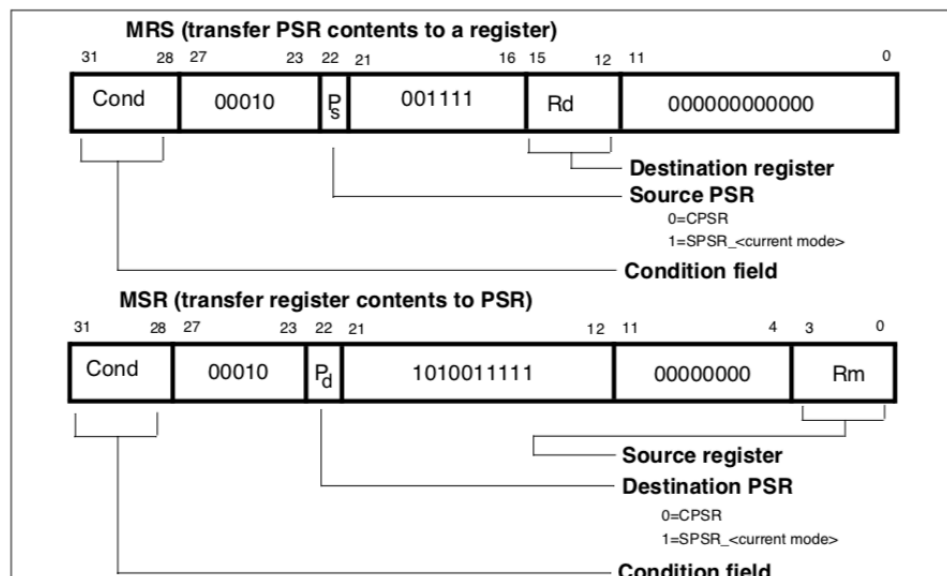 MRS (transfer PSR contents to a register)
31 28 27 23 22 21 16 15 12 11 0
Cond 00010 Ps 001111 Rd 000000000000
Destination register
Source PSR
0=CPSR
1=SPSR_<current mode>
Condition field
MSR (transfer register contents to PSR)
31 28 27 23 22 21 12 11 4 3 0
Cond 00010 Pd 1010011111 00000000 Rm
Source register
Destination PSR
0=CPSR
1=SPSR_<current mode>
Condition field